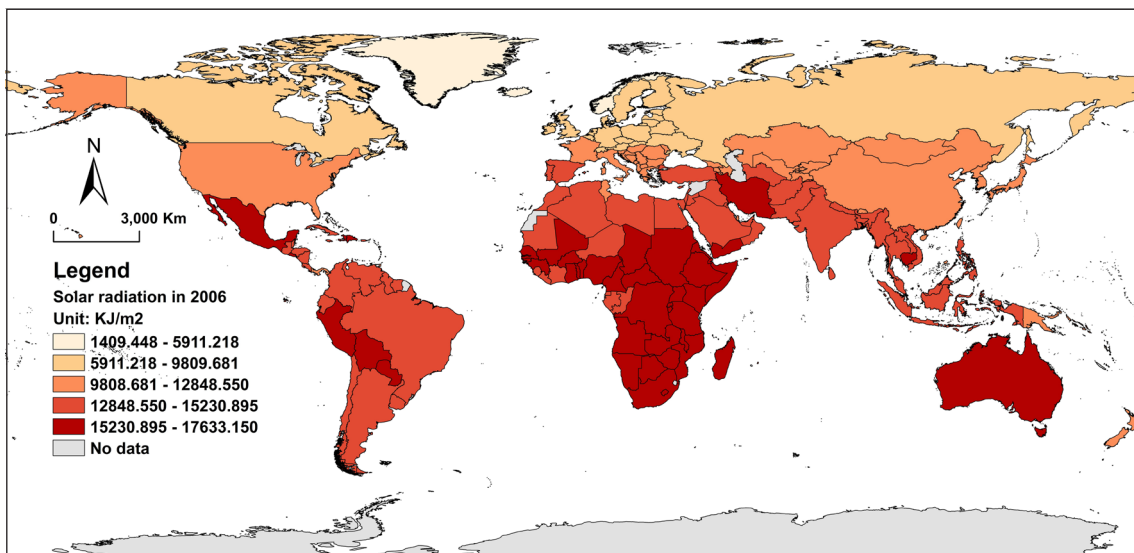 N
0 3,000 Km
Legend
Solar radiation in 2006
Unit: KJ/m2
1409.448 - 5911.218
5911.218 - 9809.681
9808.681 - 12848.550
12848.550 - 15230.895
15230.895 - 17633.150
No data